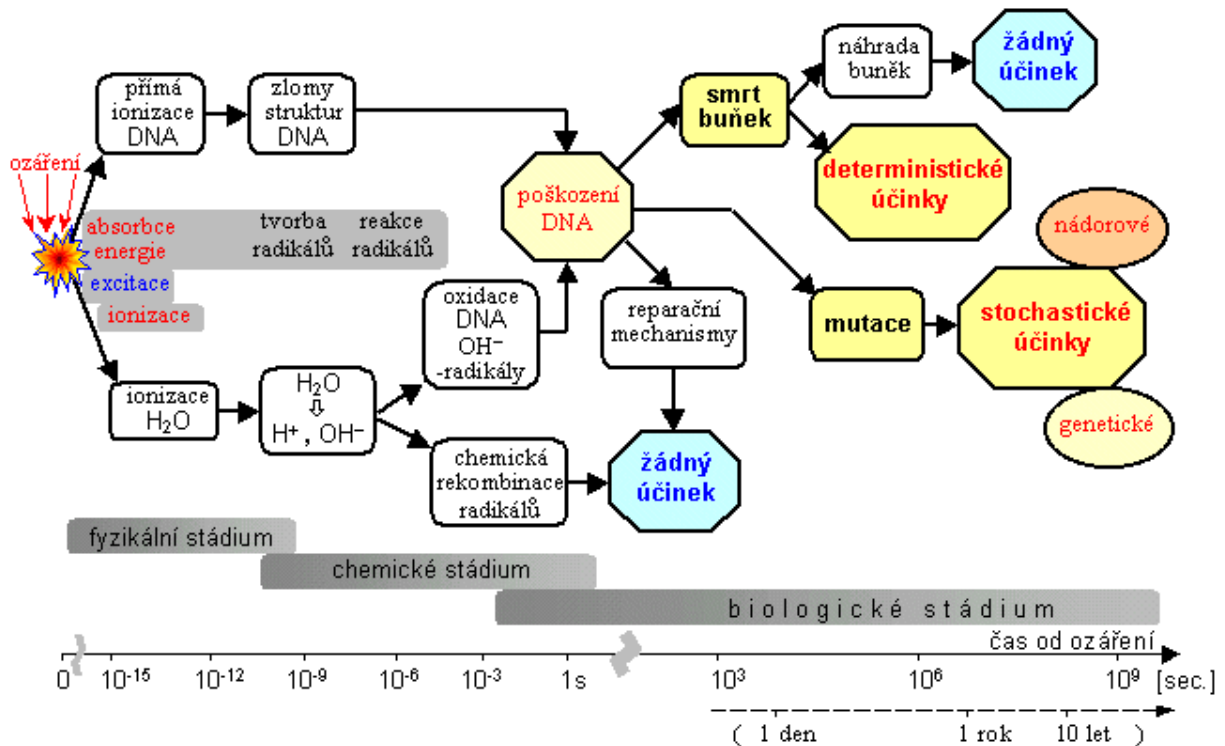 ozáření
přímá
ionizace
DNA
zlomy
struktur
DNA
absorbce
energie
excitace
ionizace
tvorba
radikálů
reakce
radikálů
ionizace
H₂O
H₂O
⇩
H⁺ , OH⁻
oxidace
DNA
OH⁻
-radikály
chemická
rekombinace
radikálů
poškození
DNA
smrt
buňek
náhrada
buněk
žádný
účinek
deterministické
účinky
reparační
mechanismy
žádný
účinek
mutace
stochastické
účinky
nádorové
genetické
fyzikální stádium
chemické stádium
biologické stádium
čas od ozáření
0 10⁻¹⁵ 10⁻¹² 10⁻⁹ 10⁻⁶ 10⁻³ 1s 10³ 10⁶ 10⁹ [sec.]
( 1 den 1 rok 10 let )